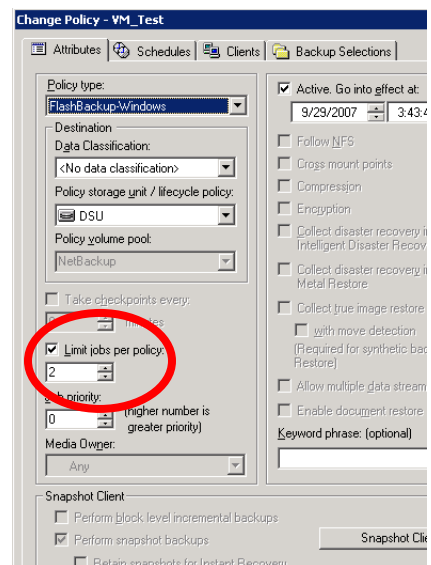 Change Policy - VM_Test
Attributes Schedules Clients Backup Selections
Policy type:
FlashBackup-Windows
Destination
Data Classification:
<No data classification>
Policy storage unit / lifecycle policy:
DSU
Policy volume pool:
NetBackup
Take checkpoints every:
0 minutes
Limit jobs per policy:
2
Job priority:
0 (higher number is
greater priority)
Media Owner:
Any
Active. Go into effect at:
9/29/2007 3:43:4
Follow NFS
Cross mount points
Compression
Encryption
Collect disaster recovery i
Intelligent Disaster Recov
Collect disaster recovery i
Metal Restore
Collect true image restore
with move detection
(Required for synthetic bac
Restore)
Allow multiple data stream
Enable document restore
Keyword phrase: (optional)
Snapshot Client
Perform block level incremental backups
Perform snapshot backups
Snapshot Clie
Retain snapshots for Instant Recovery